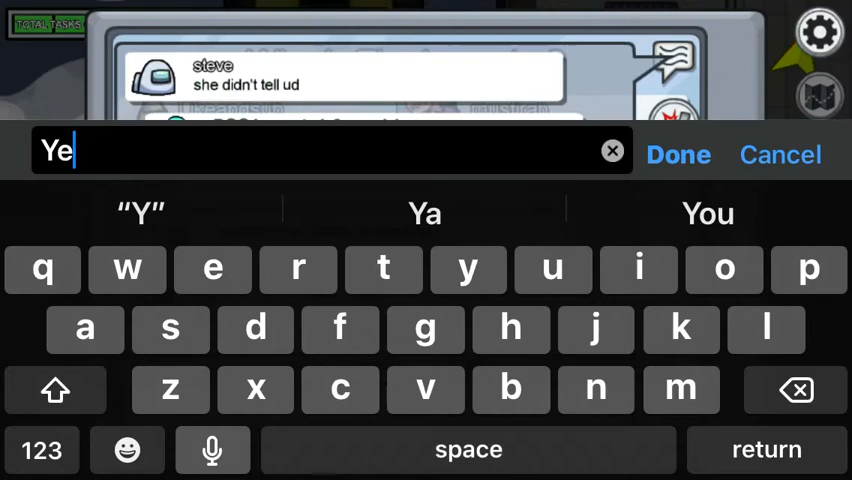 TOTAL TASKS
steve
she didn't tell ud
Ye
Done
Cancel
“Y”
Ya
You
q w e r t y u i o p
a s d f g h j k l
z x c v b n m
123
space
return